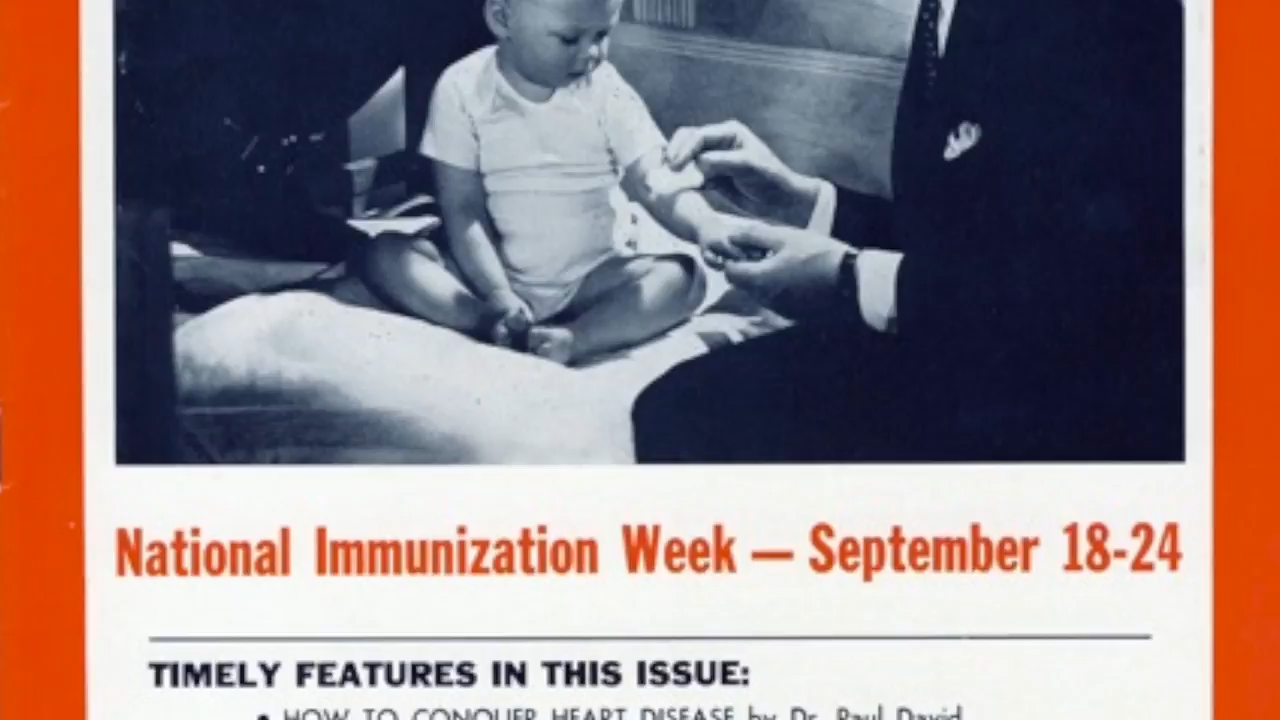 National Immunization Week — September 18-24
TIMELY FEATURES IN THIS ISSUE:
• HOW TO CONQUER HEART DISEASE by Dr. Paul David